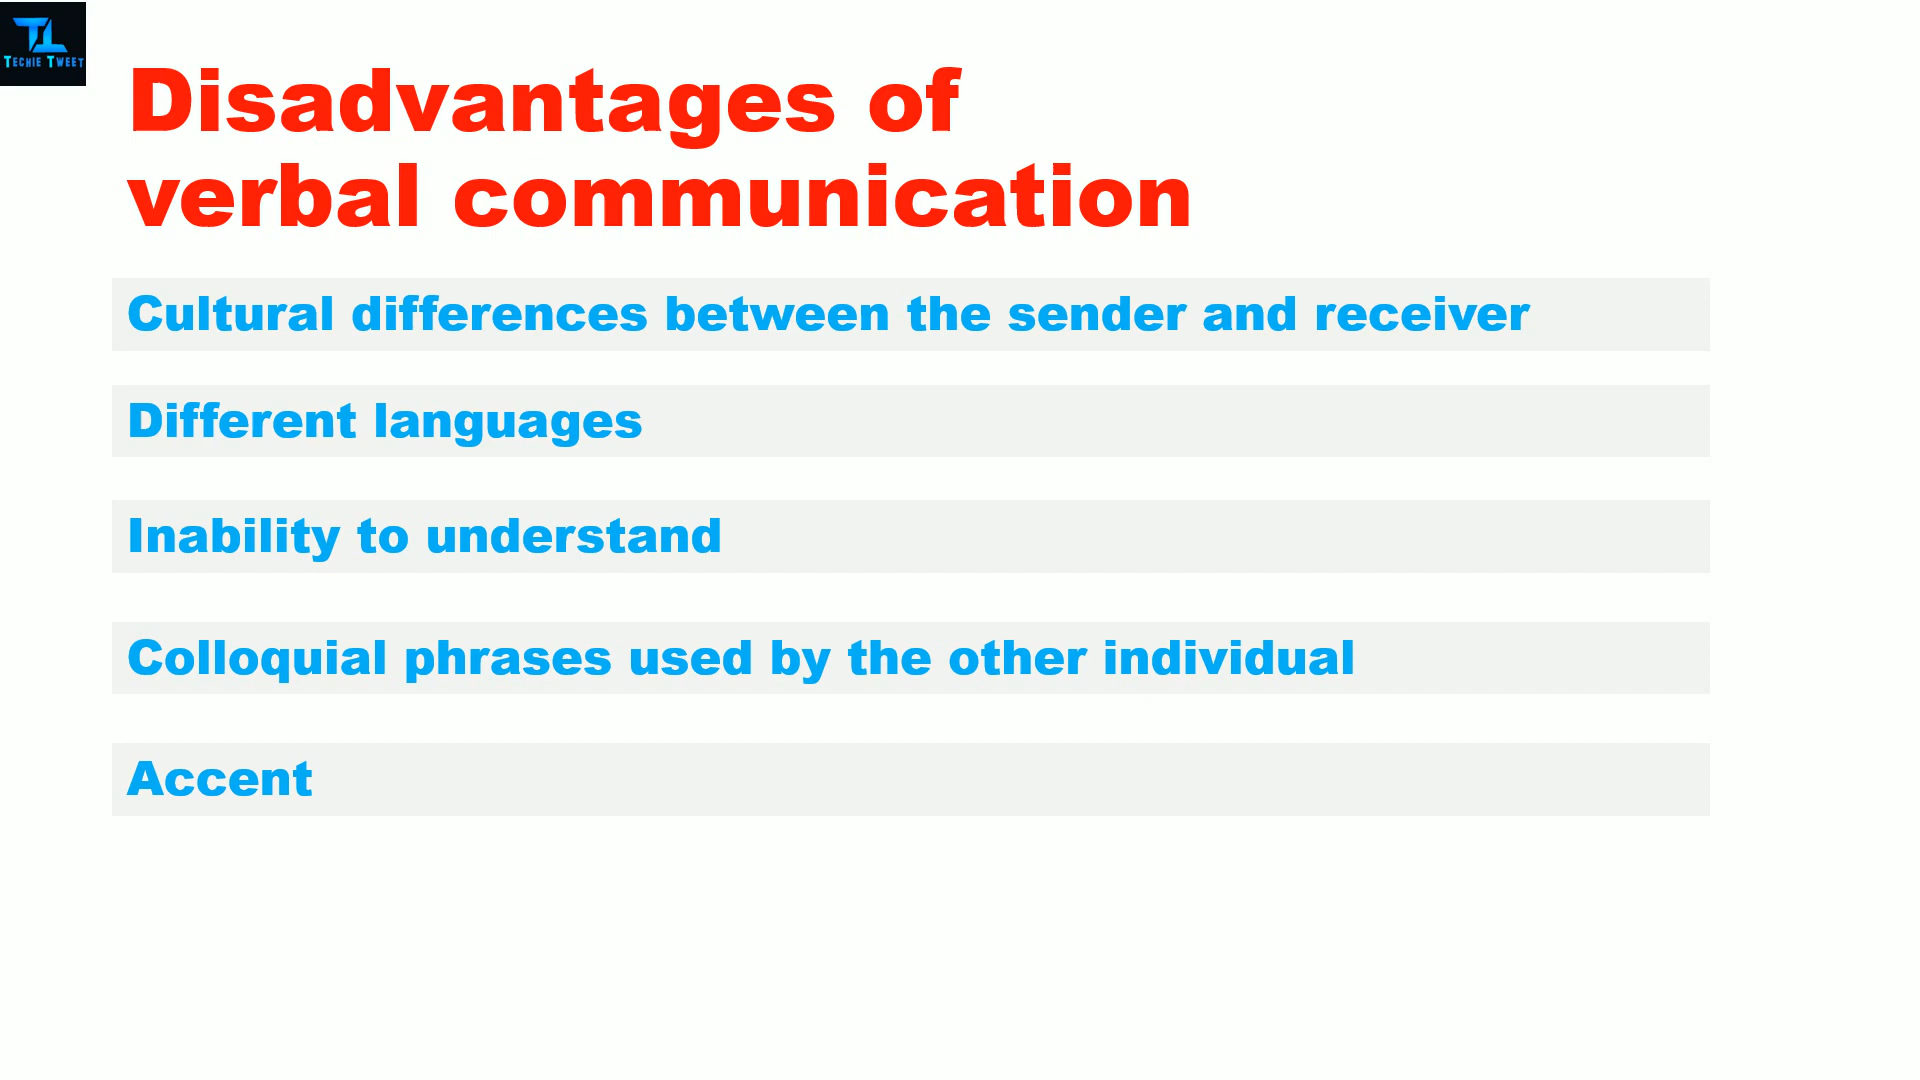 TECHIE TWEET
Disadvantages of
verbal communication
Cultural differences between the sender and receiver
Different languages
Inability to understand
Colloquial phrases used by the other individual
Accent